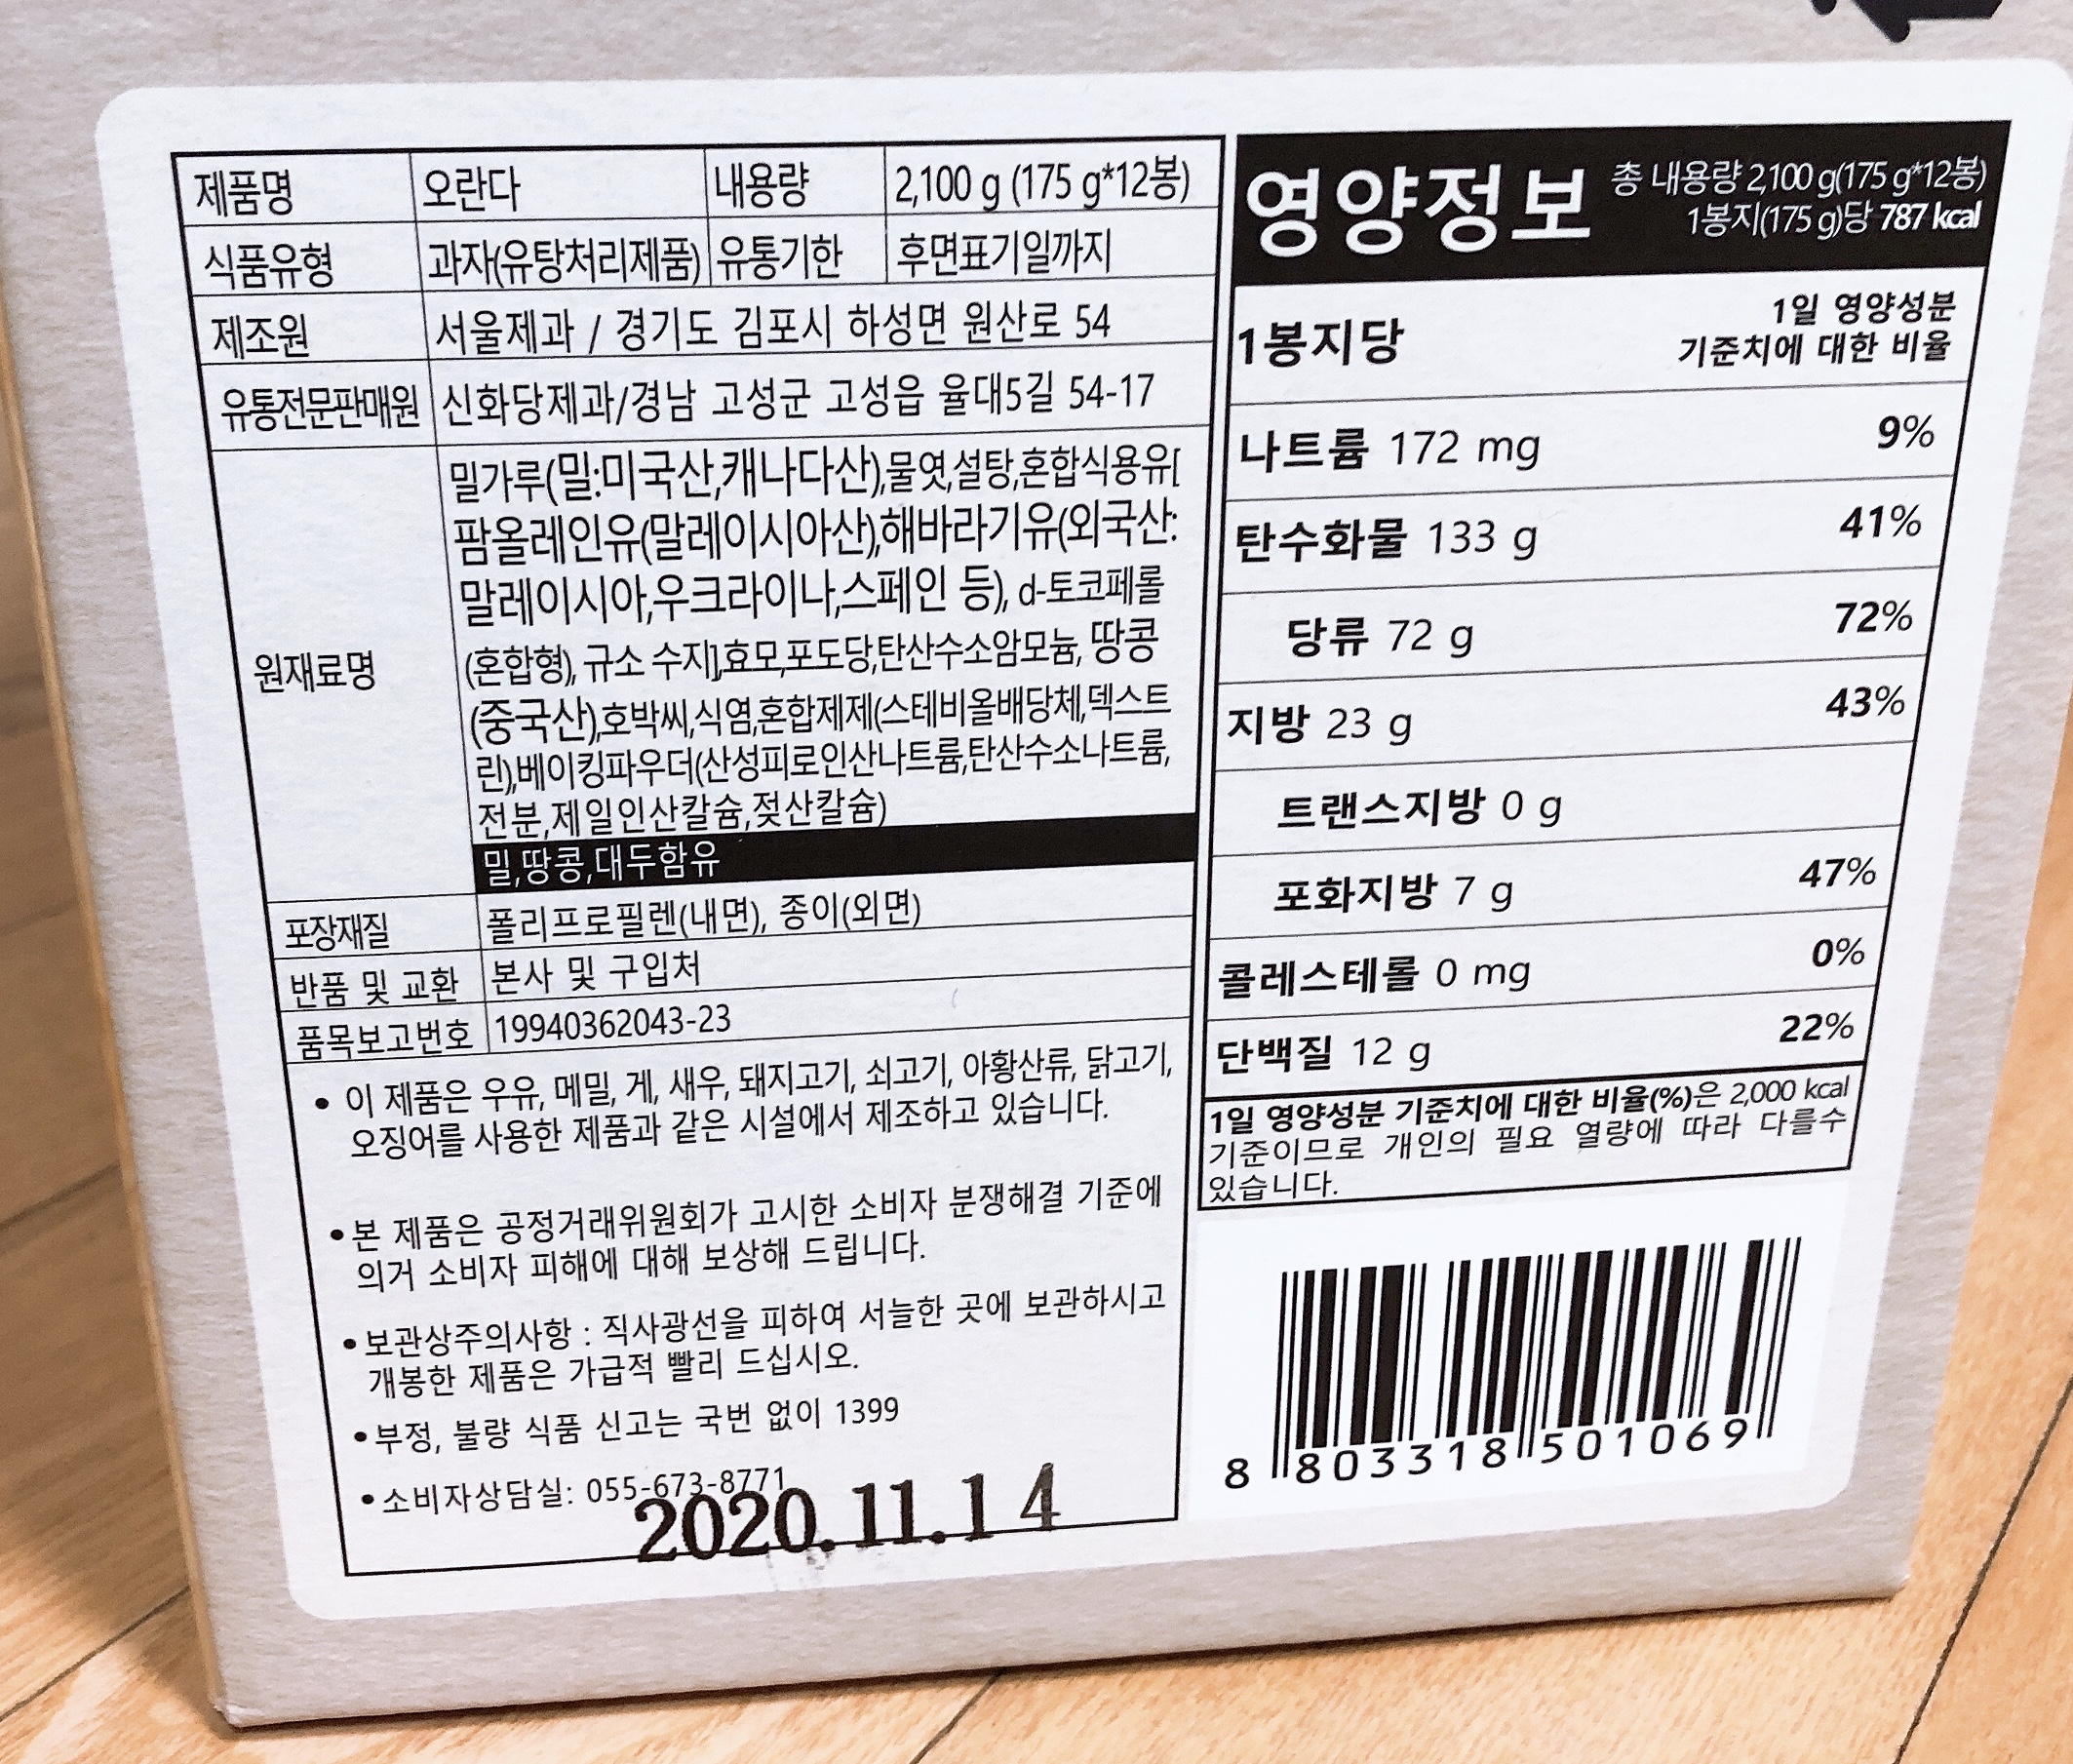 제품명 오란다 내용량 2,100 g (175 g*12봉)
식품유형 과자(유탕처리제품) 유통기한 후면표기일까지
제조원 서울제과 / 경기도 김포시 하성면 원산로 54
유통전문판매원 신화당제과/경남 고성군 고성읍 율대5길 54-17
원재료명
밀가루(밀:미국산,캐나다산),물엿,설탕,혼합식용유[
팜올레인유(말레이시아산),해바라기유(외국산:
말레이시아,우크라이나,스페인 등), d-토코페롤
(혼합형), 규소 수지],효모,포도당,탄산수소암모늄, 땅콩
(중국산),호박씨,식염,혼합제제(스테비올배당체,덱스트
린),베이킹파우더(산성피로인산나트륨,탄산수소나트륨,
전분,제일인산칼슘,젖산칼슘)
밀,땅콩,대두함유
포장재질 폴리프로필렌(내면), 종이(외면)
반품 및 교환 본사 및 구입처
품목보고번호 19940362043-23
• 이 제품은 우유, 메밀, 게, 새우, 돼지고기, 쇠고기, 아황산류, 닭고기,
오징어를 사용한 제품과 같은 시설에서 제조하고 있습니다.
•본 제품은 공정거래위원회가 고시한 소비자 분쟁해결 기준에
의거 소비자 피해에 대해 보상해 드립니다.
•보관상주의사항 : 직사광선을 피하여 서늘한 곳에 보관하시고
개봉한 제품은 가급적 빨리 드십시오.
•부정, 불량 식품 신고는 국번 없이 1399
•소비자상담실: 055-673-8771
2020.11.14
영양정보
총 내용량 2,100 g(175 g*12봉)
1봉지(175 g)당 787 kcal
1봉지당
1일 영양성분
기준치에 대한 비율
나트륨 172 mg 9%
탄수화물 133 g 41%
당류 72 g 72%
지방 23 g 43%
트랜스지방 0 g
포화지방 7 g 47%
콜레스테롤 0 mg 0%
단백질 12 g 22%
1일 영양성분 기준치에 대한 비율(%)은 2,000 kcal
기준이므로 개인의 필요 열량에 따라 다를수
있습니다.
8 803318 501069